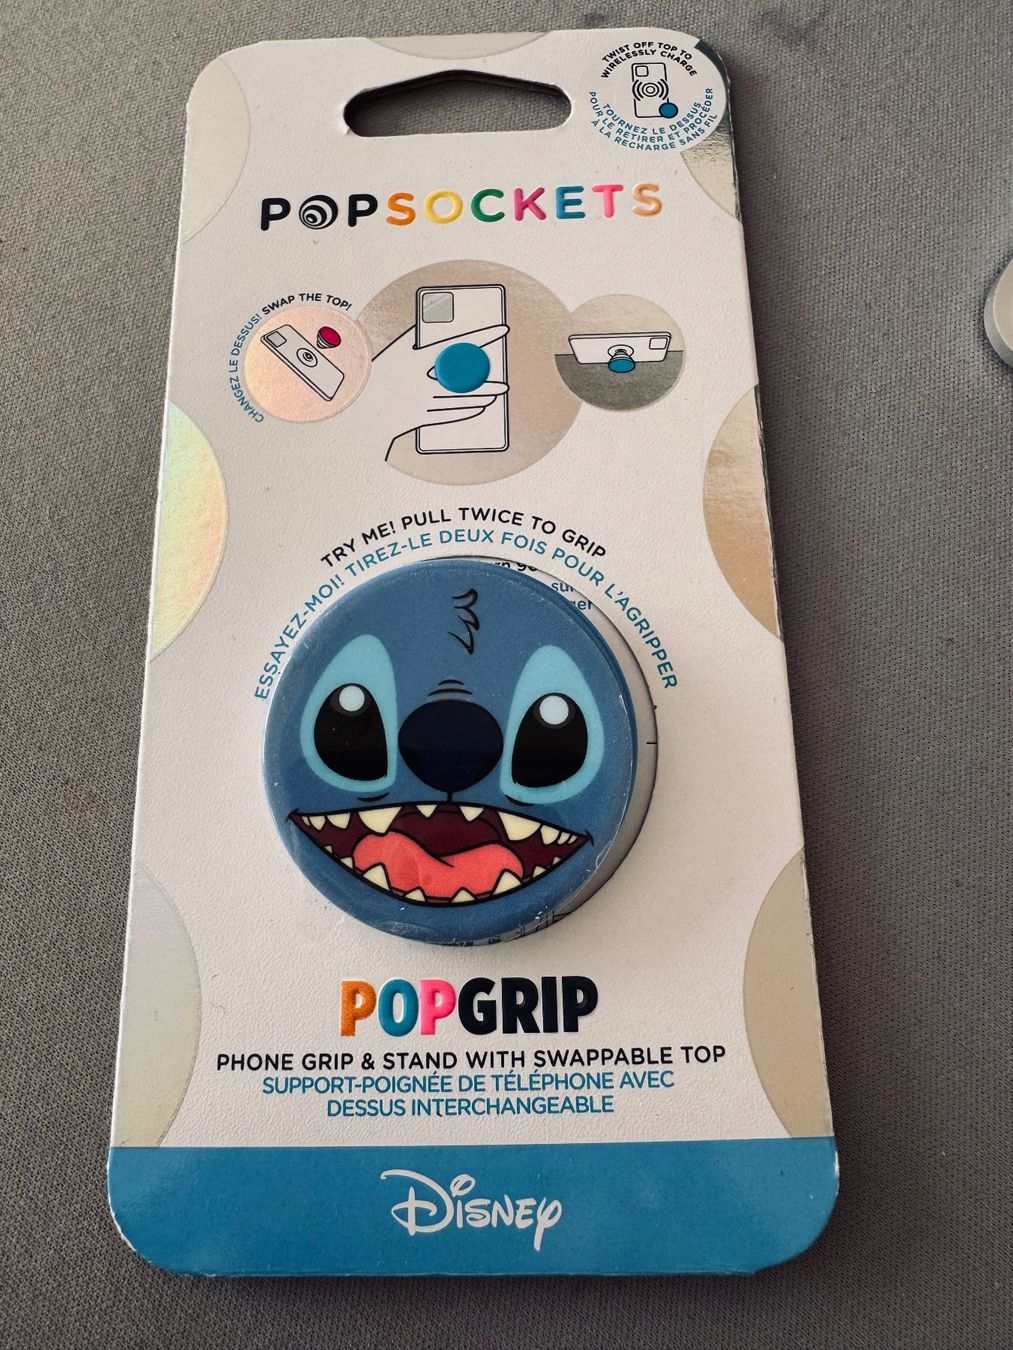 TWIST OFF TOP TO
WIRELESSLY CHARGE
TOURNEZ LE DESSUS
POUR LE RETIRER ET PROCÉDER
À LA RECHARGE SANS FIL
POPSOCKETS
CHANGEZ LE DESSUS! SWAP THE TOP!
TRY ME! PULL TWICE TO GRIP
ESSAYEZ-MOI! TIREZ-LE DEUX FOIS POUR L'AGRIPPER
POPGRIP
PHONE GRIP & STAND WITH SWAPPABLE TOP
SUPPORT-POIGNÉE DE TÉLÉPHONE AVEC
DESSUS INTERCHANGEABLE
Disney